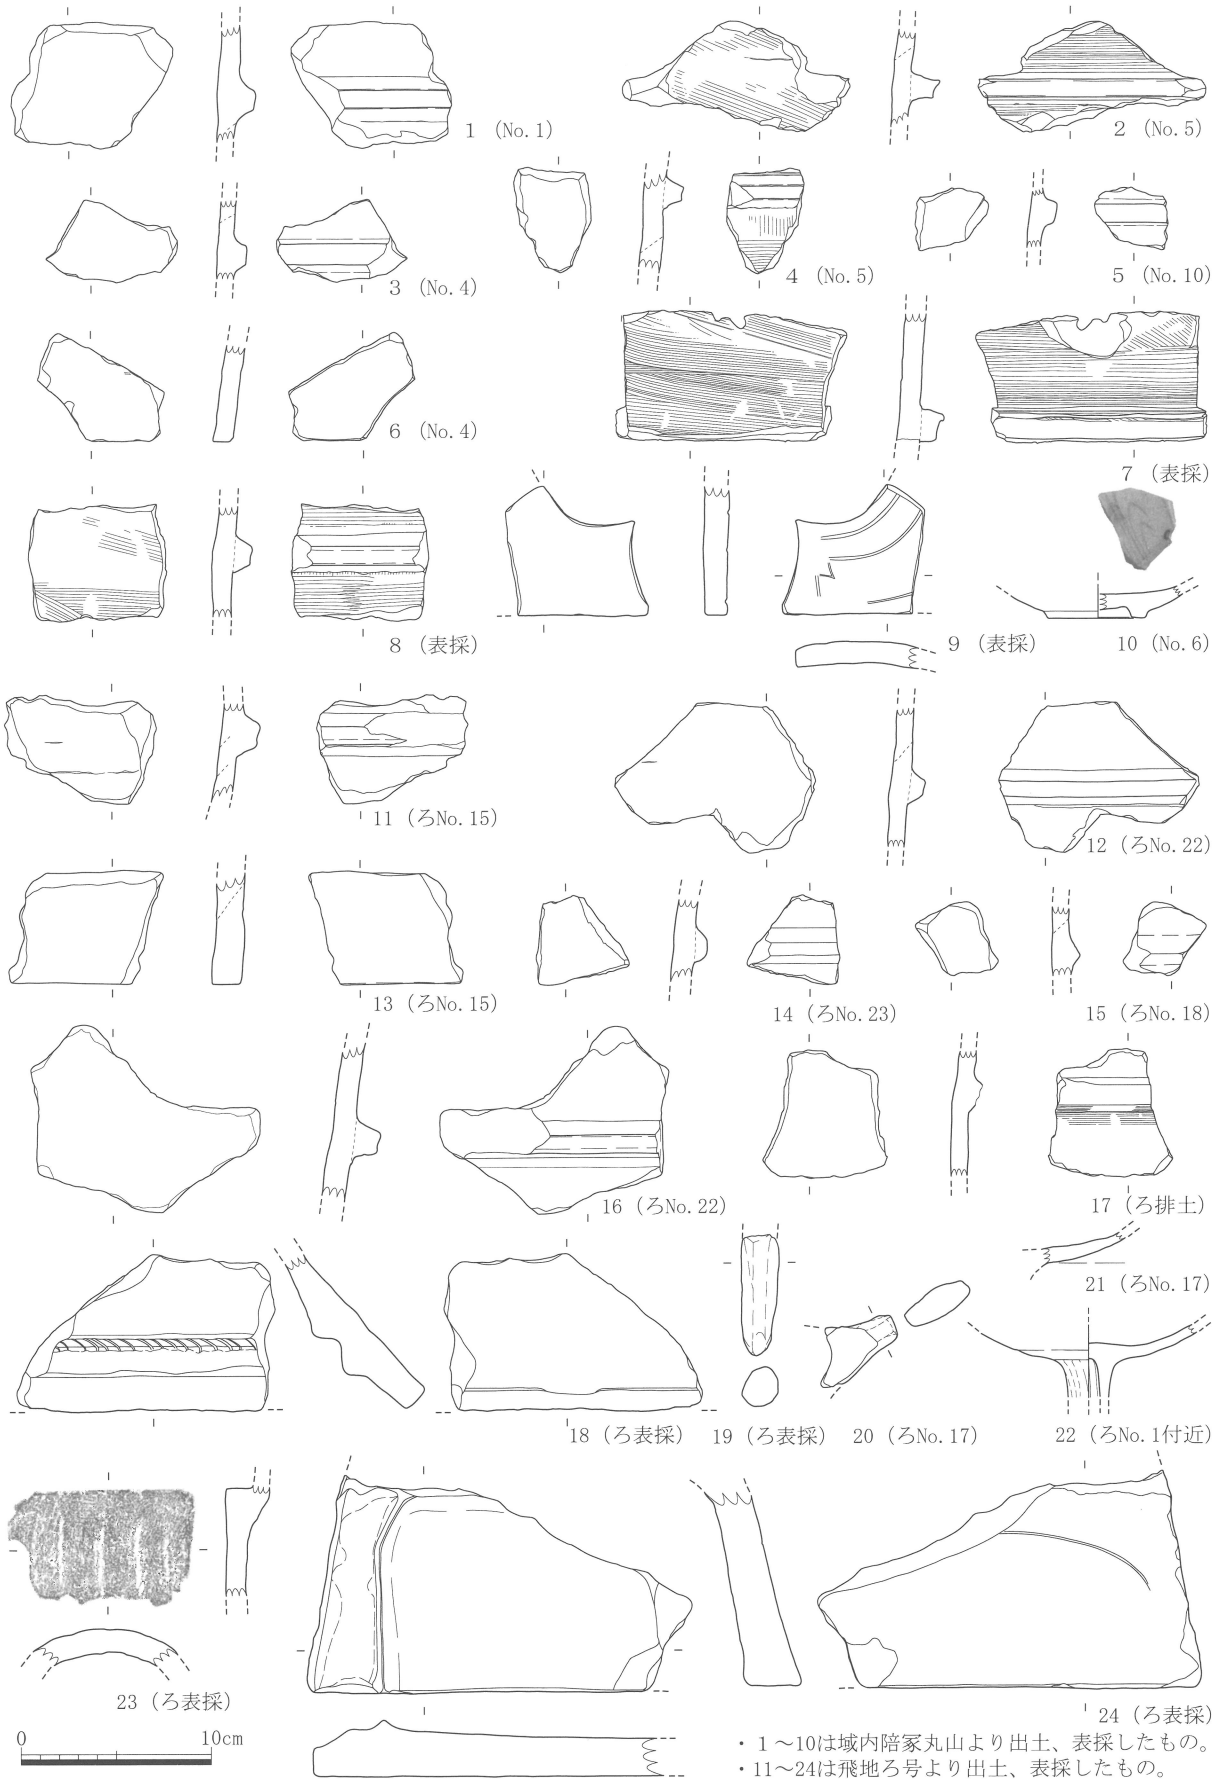 1 (No.1)
2 (No.5)
3 (No.4)
4 (No.5)
5 (No.10)
6 (No.4)
7 (表採)
8 (表採)
9 (表採)
10 (No.6)
11 (ろNo.15)
12 (ろNo.22)
13 (ろNo.15)
14 (ろNo.23)
15 (ろNo.18)
16 (ろNo.22)
17 (ろ排土)
21 (ろNo.17)
18 (ろ表採)
19 (ろ表採)
20 (ろNo.17)
22 (ろNo.1付近)
23 (ろ表採)
24 (ろ表採)
0 10cm
・1～10は域内陪冢丸山より出土、表採したもの。
・11～24は飛地ろ号より出土、表採したもの。